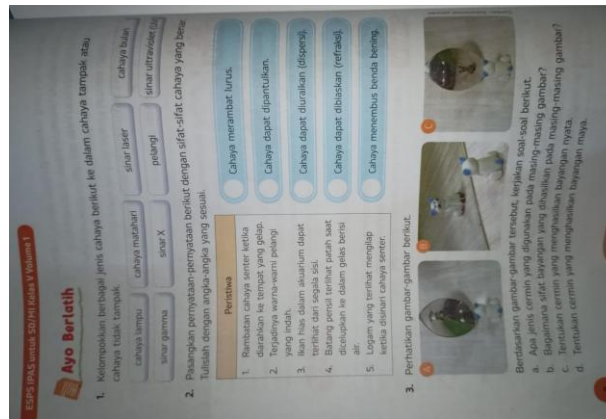 ESPS IPAS untuk SD/MI Kelas V Volume 1
Ayo Berlatih
1. Kelompokkan berbagai jenis cahaya berikut ke dalam cahaya tampak atau
cahaya tidak tampak.
cahaya lampu
cahaya matahari
sinar laser
cahaya bulan
sinar gamma
sinar X
pelangi
sinar ultraviolet
2. Pasangkan pernyataan-pernyataan berikut dengan sifat-sifat cahaya yang
Tulislah dengan angka-angka yang sesuai.
Peristiwa
1. Rambatan cahaya senter ketika
diarahkan ke tempat yang gelap.
2. Terjadinya warna-warni pelangi
yang indah.
3. Ikan hias dalam akuarium dapat
terlihat dari segala sisi.
4. Batang pensil terlihat patah saat
dicelupkan ke dalam gelas berisi
air.
5. Logam yang terlihat mengilap
ketika disinari cahaya senter.
Cahaya merambat lurus.
Cahaya dapat dipantulkan.
Cahaya dapat diuraikan (dispersi).
Cahaya dapat dibiaskan (refraksi).
Cahaya menembus benda bening.
3. Perhatikan gambar-gambar berikut.
A
B
C
Berdasarkan gambar-gambar tersebut, kerjakan soal-soal berikut.
a. Apa jenis cermin yang digunakan pada masing-masing gambar?
b. Bagaimana sifat bayangan yang dihasilkan pada masing-masing gambar?
c. Tentukan cermin yang menghasilkan bayangan nyata.
d. Tentukan cermin yang menghasilkan bayangan maya.